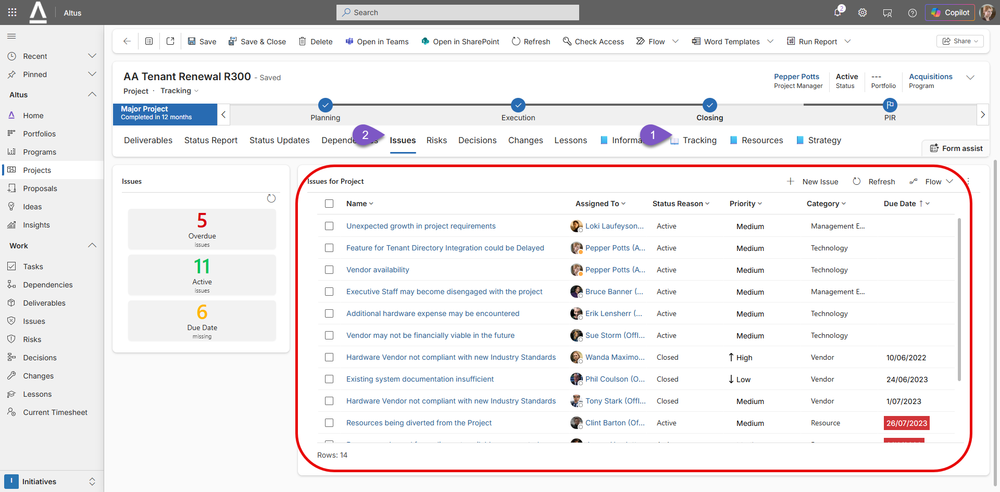 Altus
Search
2
Copilot
Save
Save & Close
Delete
Open in Teams
Open in SharePoint
Refresh
Check Access
Flow
Word Templates
Run Report
Share
Recent
Pinned
Altus
Home
Portfolios
Programs
Projects
Proposals
Ideas
Insights
Work
Tasks
Dependencies
Deliverables
Issues
Risks
Decisions
Changes
Lessons
Current Timesheet
I Initiatives
AA Tenant Renewal R300 - Saved
Project · Tracking
Pepper Potts
Project Manager
Active
Status
---
Portfolio
Acquisitions
Program
Major Project
Completed in 12 months
Planning
Execution
Closing
PIR
Deliverables
Status Report
Status Updates
2
Issues
Risks
Decisions
Changes
Lessons
1
Tracking
Resources
Strategy
Form assist
Issues
5
Overdue
issues
11
Active
issues
6
Due Date
missing
Issues for Project
New Issue
Refresh
Flow
Name Assigned To Status Reason Priority Category Due Date
Unexpected growth in project requirements Loki Laufeyson... Active Medium Management E...
Feature for Tenant Directory Integration could be Delayed Pepper Potts (A... Active Medium Technology
Vendor availability Pepper Potts (A... Active Medium Technology
Executive Staff may become disengaged with the project Bruce Banner (... Active Medium Management E...
Additional hardware expense may be encountered Erik Lensherr (... Active Medium Technology
Vendor may not be financially viable in the future Sue Storm (Offl... Active Medium Technology
Hardware Vendor not compliant with new Industry Standards Wanda Maximo... Closed ↑ High Vendor 10/06/2022
Existing system documentation insufficient Phil Coulson (O... Closed ↓ Low Vendor 24/06/2023
Hardware Vendor not compliant with new Industry Standards Tony Stark (Offl... Closed Medium Vendor 1/07/2023
Resources being diverted from the Project Clint Barton (Of... Active Medium Resource 26/07/2023
Rows: 14